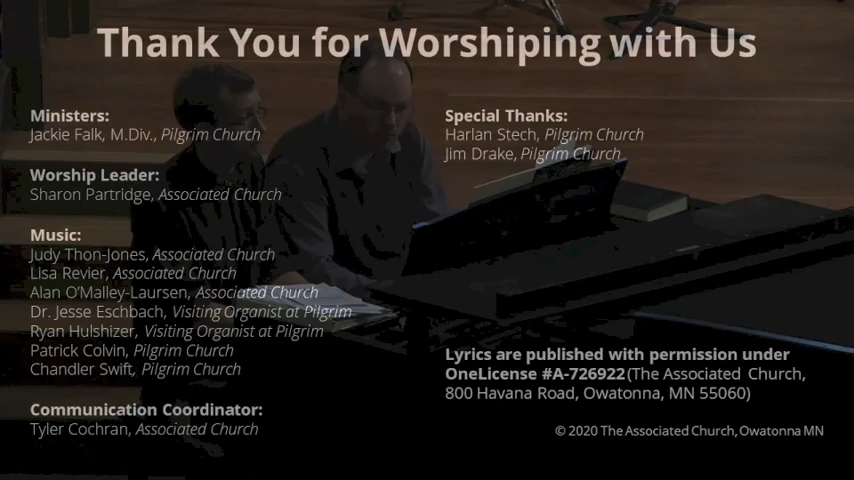 Thank You for Worshiping with Us
Ministers:
Jackie Falk, M.Div., Pilgrim Church
Worship Leader:
Sharon Partridge, Associated Church
Music:
Judy Thon-Jones, Associated Church
Lisa Revier, Associated Church
Alan O'Malley-Laursen, Associated Church
Dr. Jesse Eschbach, Visiting Organist at Pilgrim
Ryan Hulshizer, Visiting Organist at Pilgrim
Patrick Colvin, Pilgrim Church
Chandler Swift, Pilgrim Church
Communication Coordinator:
Tyler Cochran, Associated Church
Special Thanks:
Harlan Stech, Pilgrim Church
Jim Drake, Pilgrim Church
Lyrics are published with permission under
OneLicense #A-726922 (The Associated Church,
800 Havana Road, Owatonna, MN 55060)
© 2020 The Associated Church, Owatonna MN